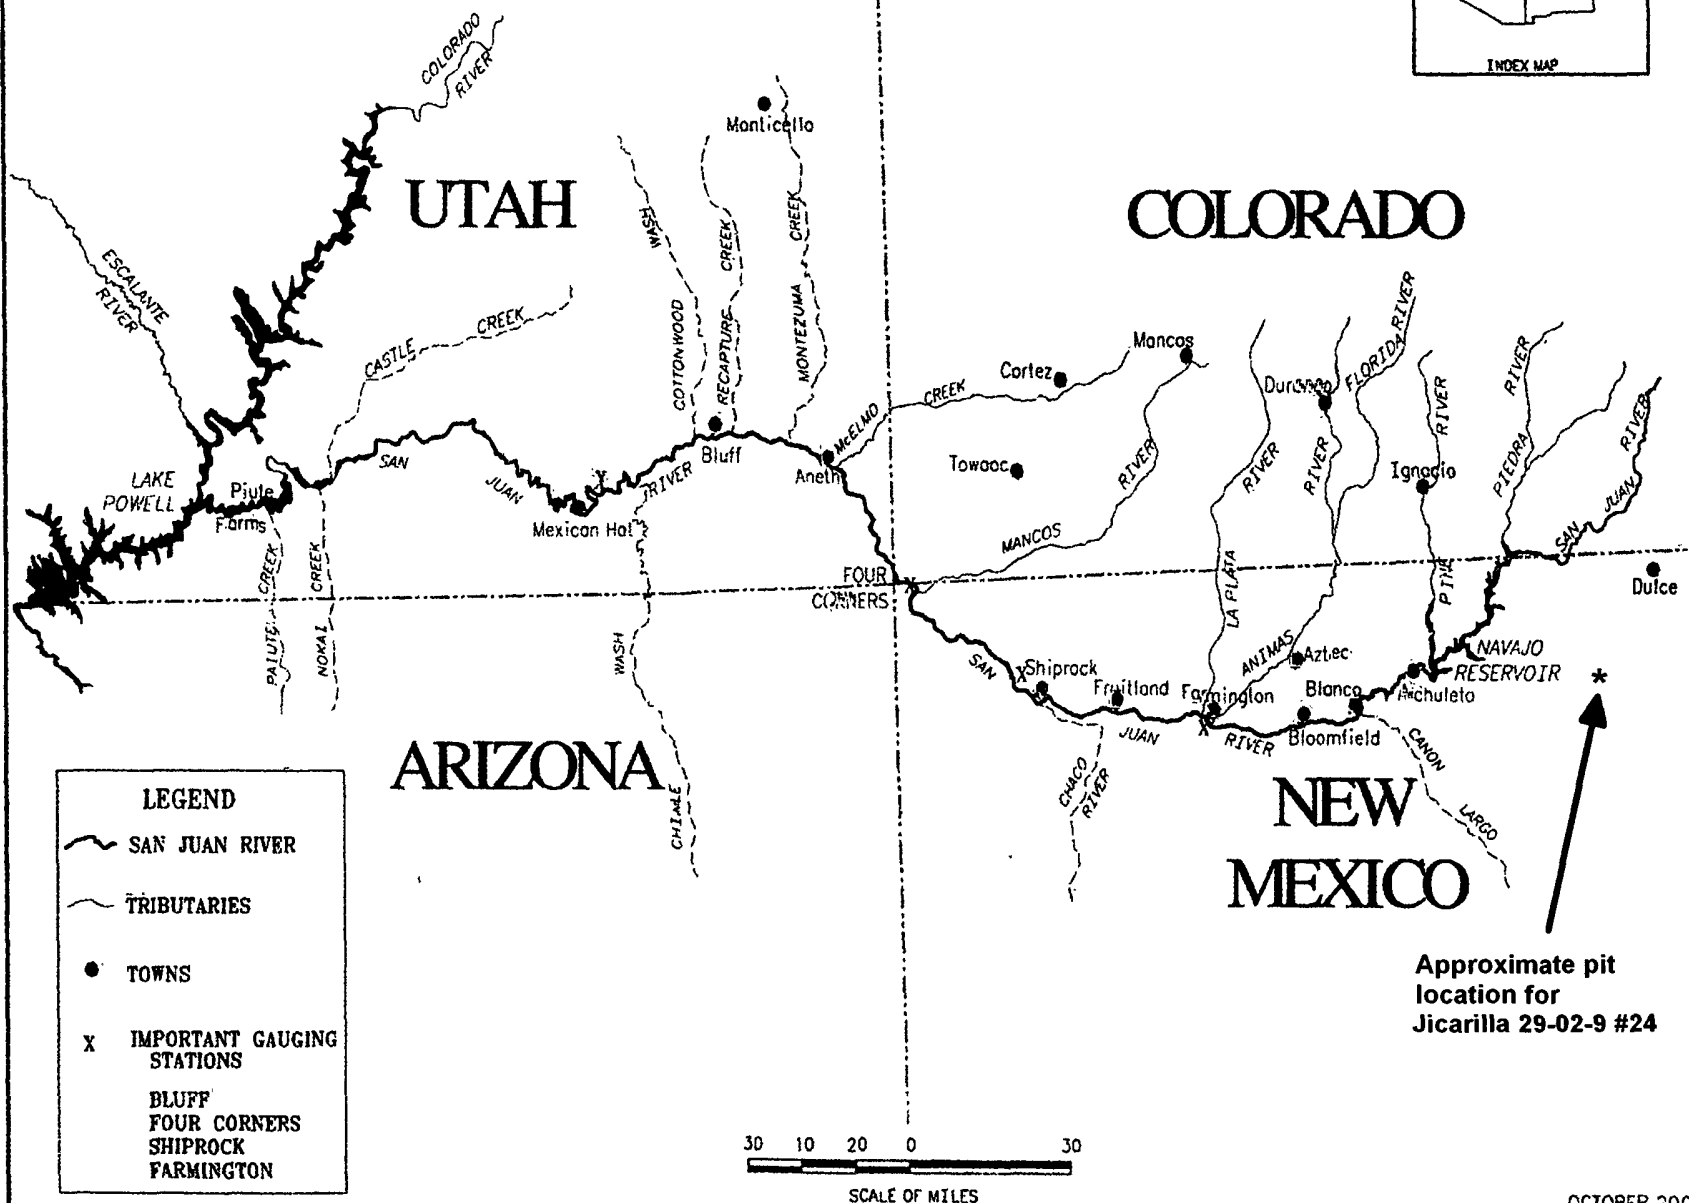 INDEX MAP
COLORADO
RIVER
Monticello
UTAH
COLORADO
ESCALANTE
RIVER
WASH
CREEK
CREEK
COTTONWOOD
RECAPTURE
MONTEZUMA
CASTLE
CREEK
Mancos
Cortez
CREEK
McELMO
FLORIDA
RIVER
RIVER
RIVER
RIVER
RIVER
RIVER
RIVER
PIEDRA
Ignacio
LAKE
POWELL
Piute
Farms
SAN
JUAN
RIVER
Bluff
Aneth
Towaoc
Mexican Hat
MANCOS
SAN
JUAN
FOUR
CORNERS
LA PLATA
Dulce
CREEK
CREEK
PAIUTE
NOKAI
WASH
SAN
Shiprock
ANIMAS
Aztec
NAVAJO
RESERVOIR
*
Fruitland
Farmington
Blanco
JUAN
RIVER
Bloomfield
CANON
LARGO
CHACO
RIVER
ARIZONA
NEW
MEXICO
LEGEND
SAN JUAN RIVER
TRIBUTARIES
TOWNS
X IMPORTANT GAUGING
STATIONS
BLUFF
FOUR CORNERS
SHIPROCK
FARMINGTON
Approximate pit
location for
Jicarilla 29-02-9 #24
30 10 20 0 30
SCALE OF MILES
OCTOBER